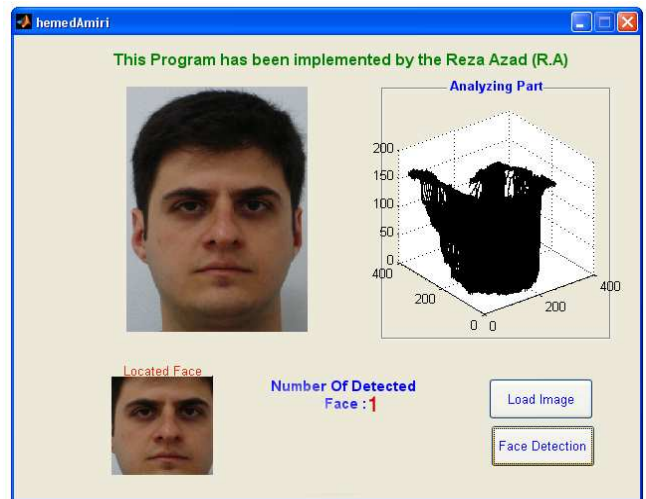 hemedAmiri
This Program has been implemented by the Reza Azad (R.A)
Analyzing Part
200
150
100
50
0
400
200
0
0
200
400
Located Face
Number Of Detected
Face : 1
Load Image
Face Detection